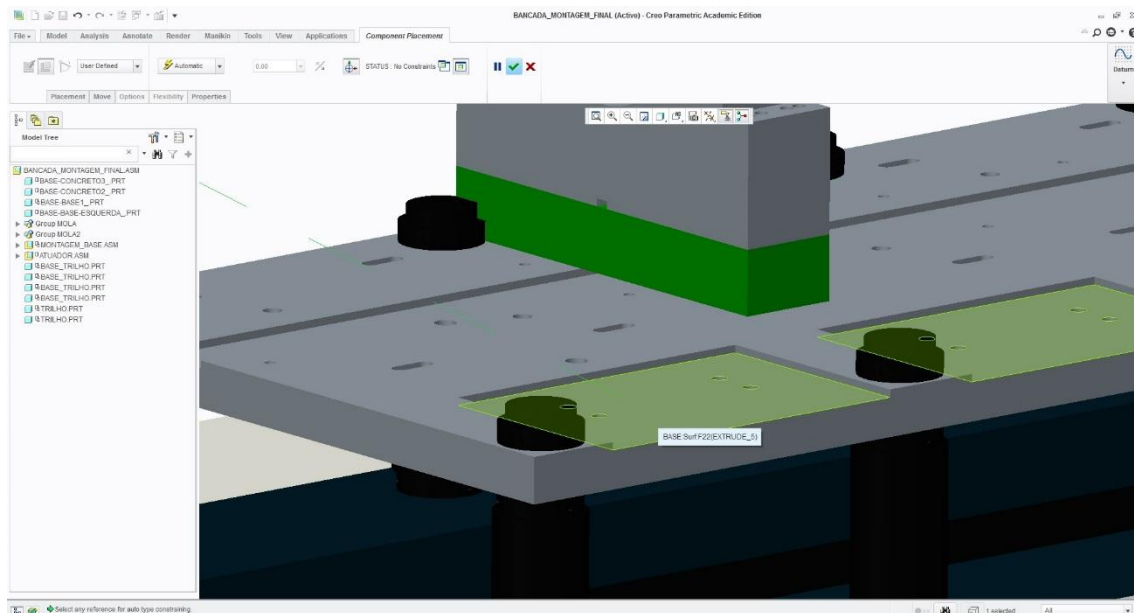 BANCADA_MONTAGEM_FINAL (Active) - Creo Parametric Academic Edition
File Model Analysis Annotate Render Manikin Tools View Applications Component Placement
User Defined Automatic 0.00 STATUS : No Constraints
Datum
Placement Move Options Flexibility Properties
Model Tree
BANCADA_MONTAGEM_FINAL.ASM
BASE-CONCRETO3_.PRT
BASE-CONCRETO2_.PRT
BASE-BASE1_.PRT
BASE-BASE-ESQUERDA_.PRT
Group MOLA
Group MOLA2
MONTAGEM_BASE.ASM
ATUADOR.ASM
BASE_TRILHO.PRT
BASE_TRILHO.PRT
BASE_TRILHO.PRT
BASE_TRILHO.PRT
TRILHO.PRT
TRILHO.PRT
BASE:Surf:F22(EXTRUDE_5)
Select any reference for auto type constraining.
1 selected All